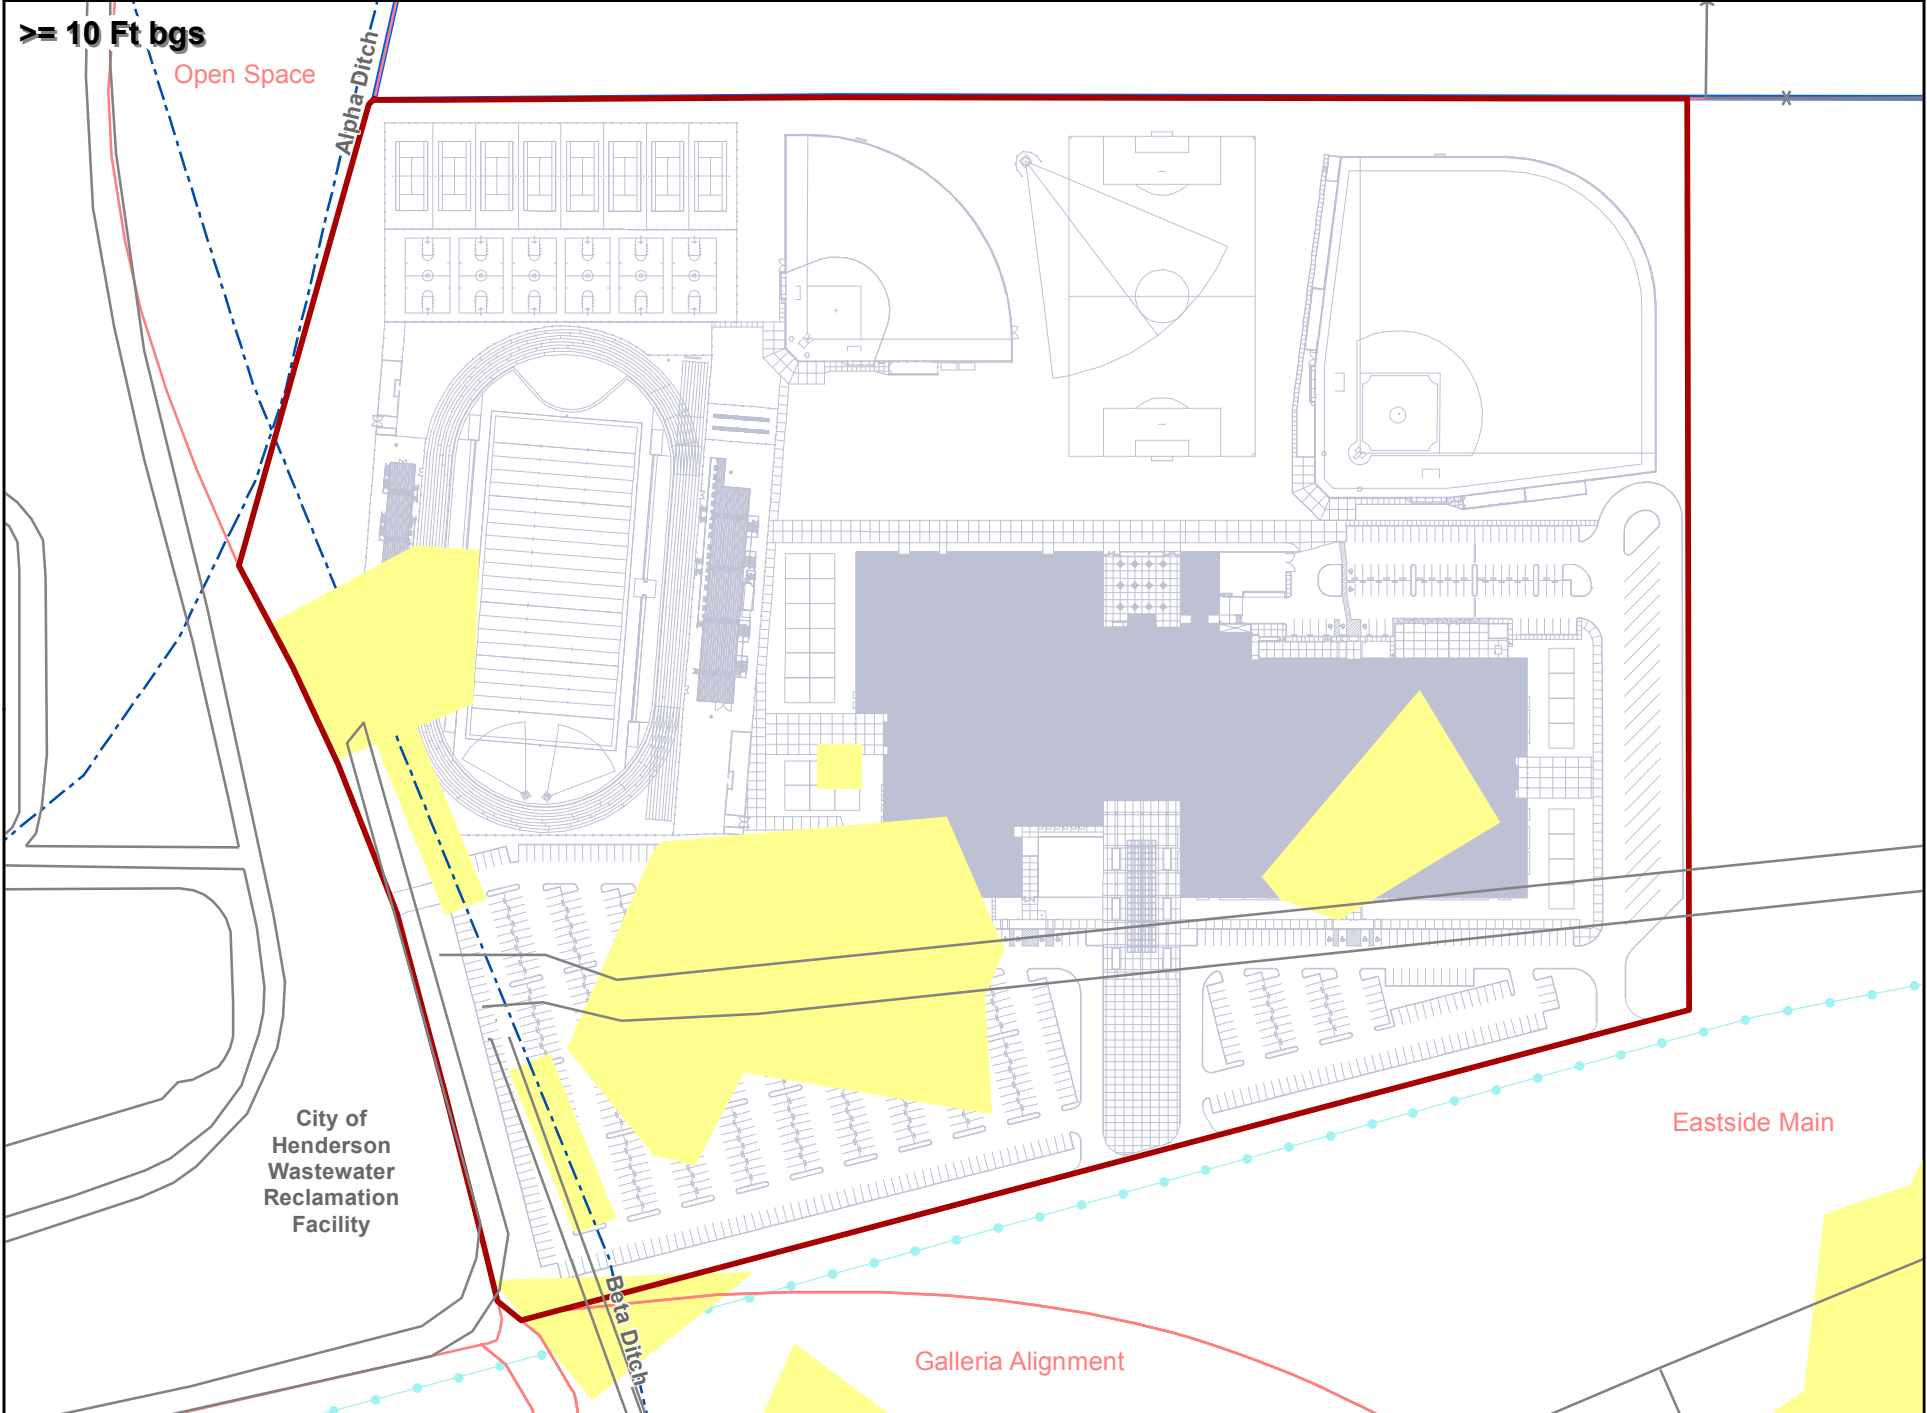 >= 10 Ft bgs
Open Space
Alpha Ditch
City of
Henderson
Wastewater
Reclamation
Facility
Eastside Main
Beta Ditch
Galleria Alignment